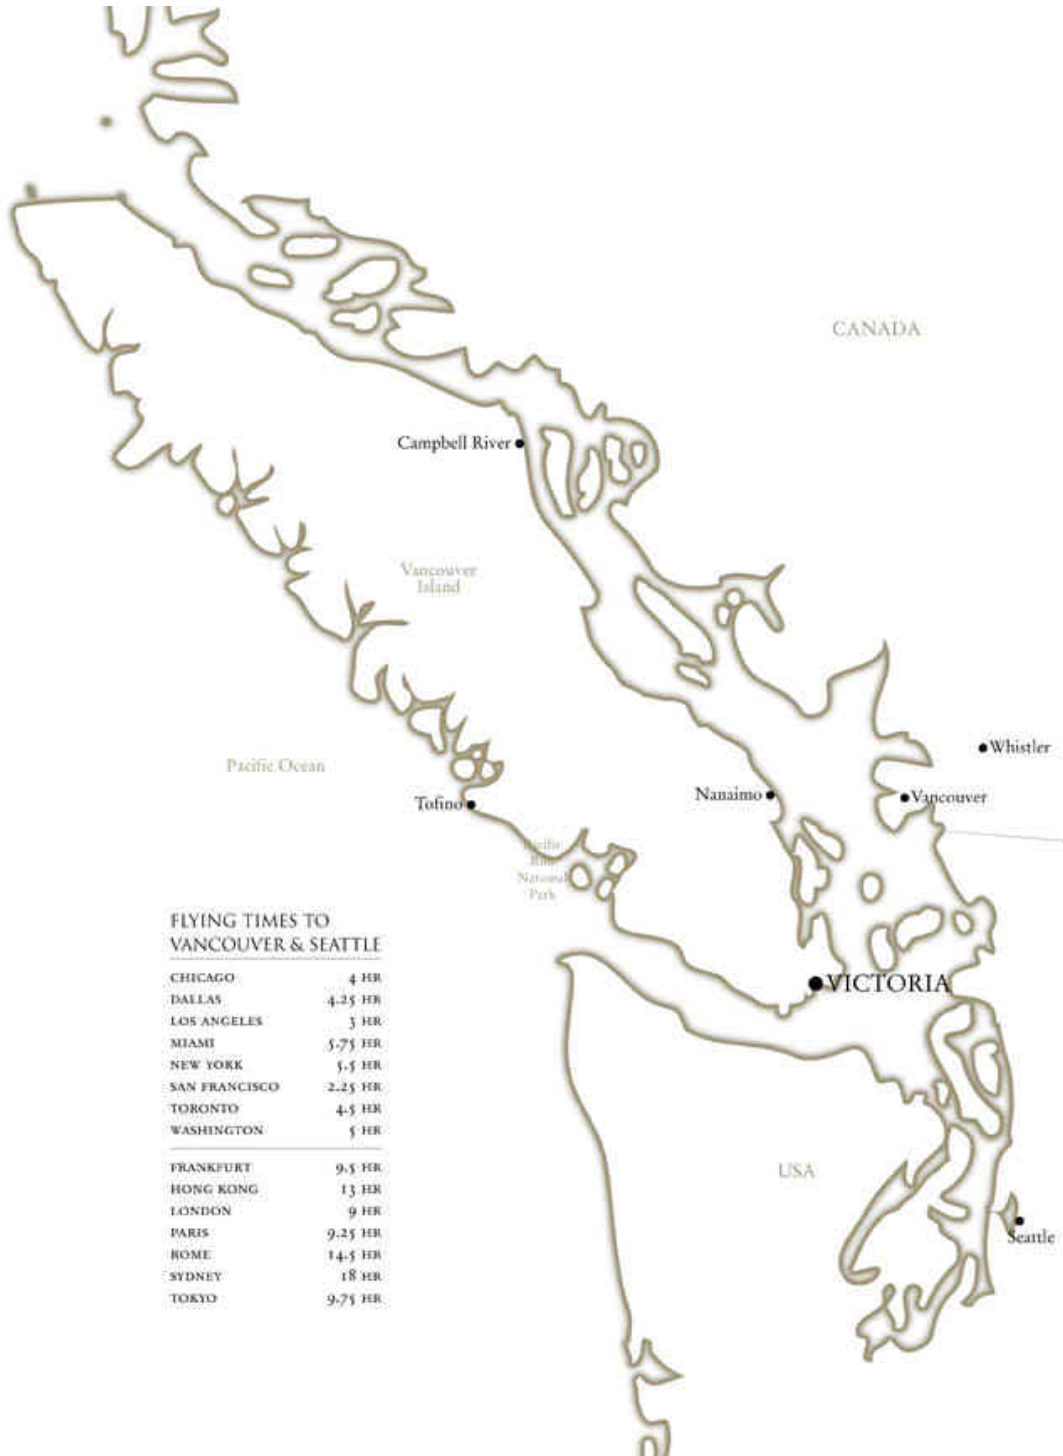 CANADA
Campbell River
Vancouver
Island
Whistler
Pacific Ocean
Nanaimo
Vancouver
Tofino
Pacific
Rim
National
Park
FLYING TIMES TO
VANCOUVER & SEATTLE
CHICAGO 4 HR
DALLAS 4.25 HR
LOS ANGELES 3 HR
MIAMI 5.75 HR
NEW YORK 5.5 HR
SAN FRANCISCO 2.25 HR
TORONTO 4.5 HR
WASHINGTON 5 HR
FRANKFURT 9.5 HR
HONG KONG 13 HR
LONDON 9 HR
PARIS 9.25 HR
ROME 14.5 HR
SYDNEY 18 HR
TOKYO 9.75 HR
VICTORIA
USA
Seattle